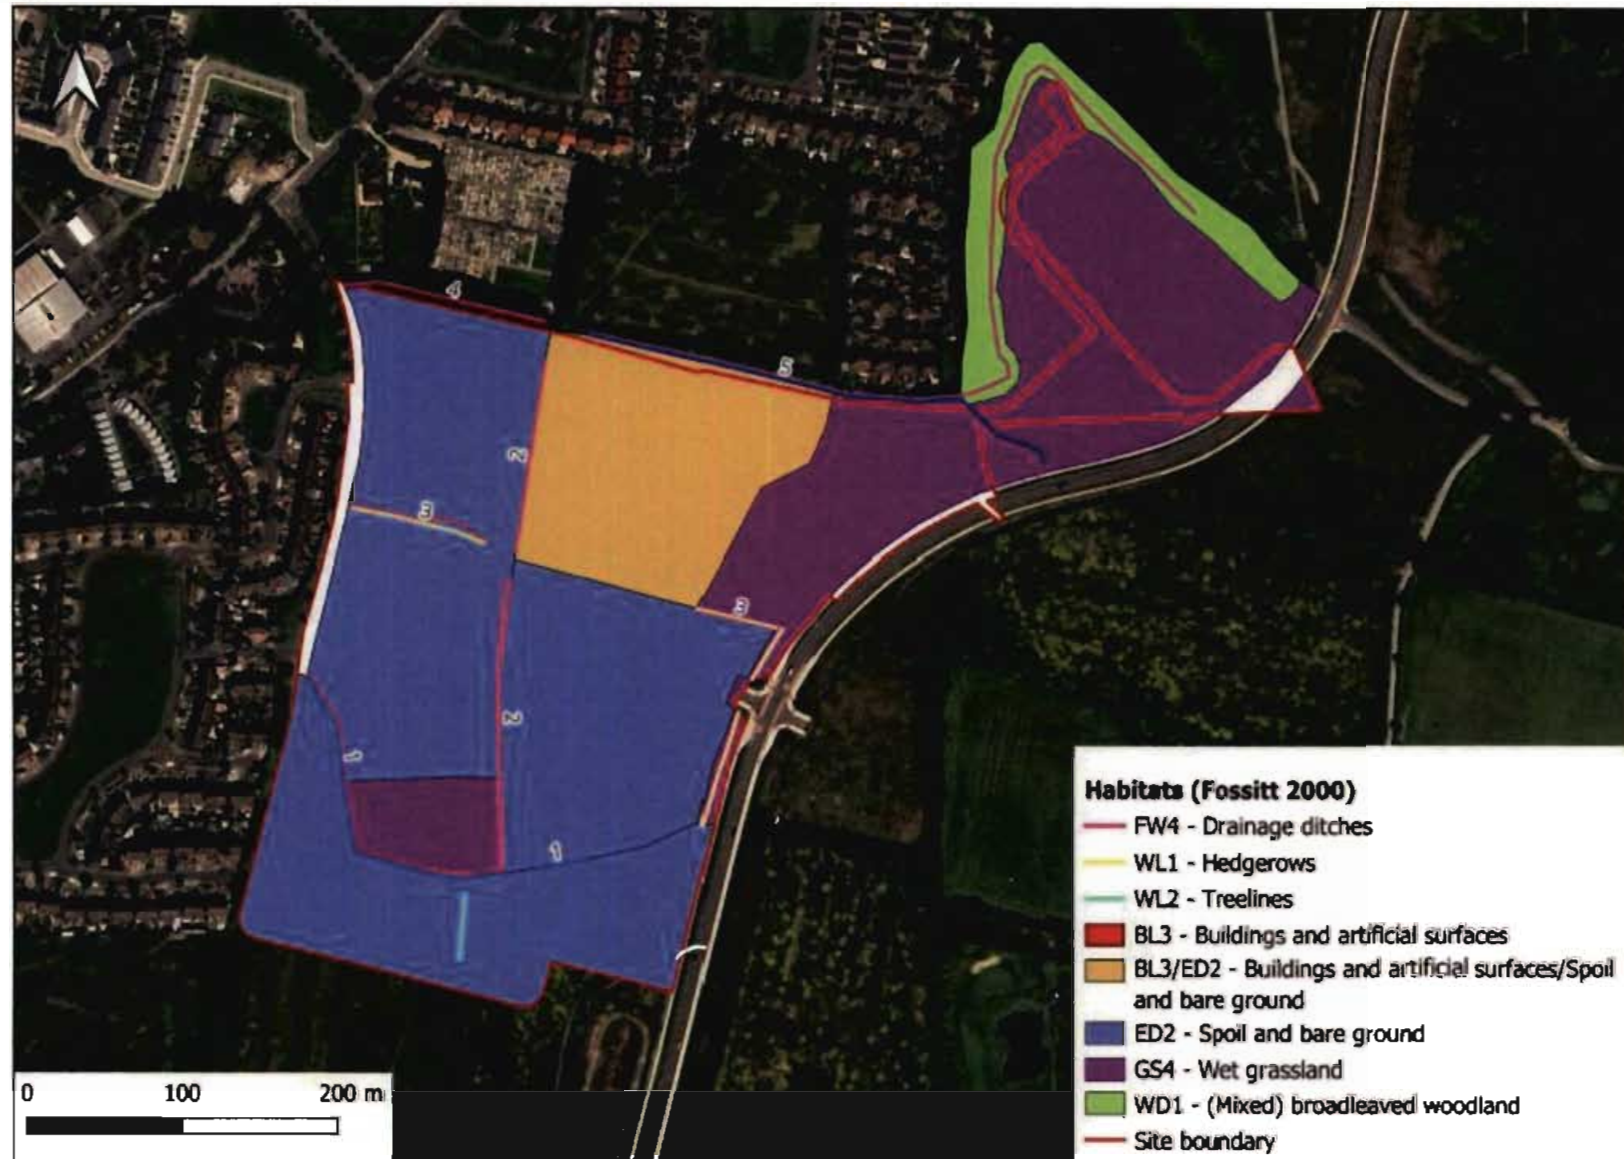 4
5
2
3
3
2
1
1
Habitats (Fossitt 2000)
FW4 - Drainage ditches
WL1 - Hedgerows
WL2 - Treelines
BL3 - Buildings and artificial surfaces
BL3/ED2 - Buildings and artificial surfaces/Spoil
and bare ground
ED2 - Spoil and bare ground
GS4 - Wet grassland
WD1 - (Mixed) broadleaved woodland
Site boundary
0 100 200 m